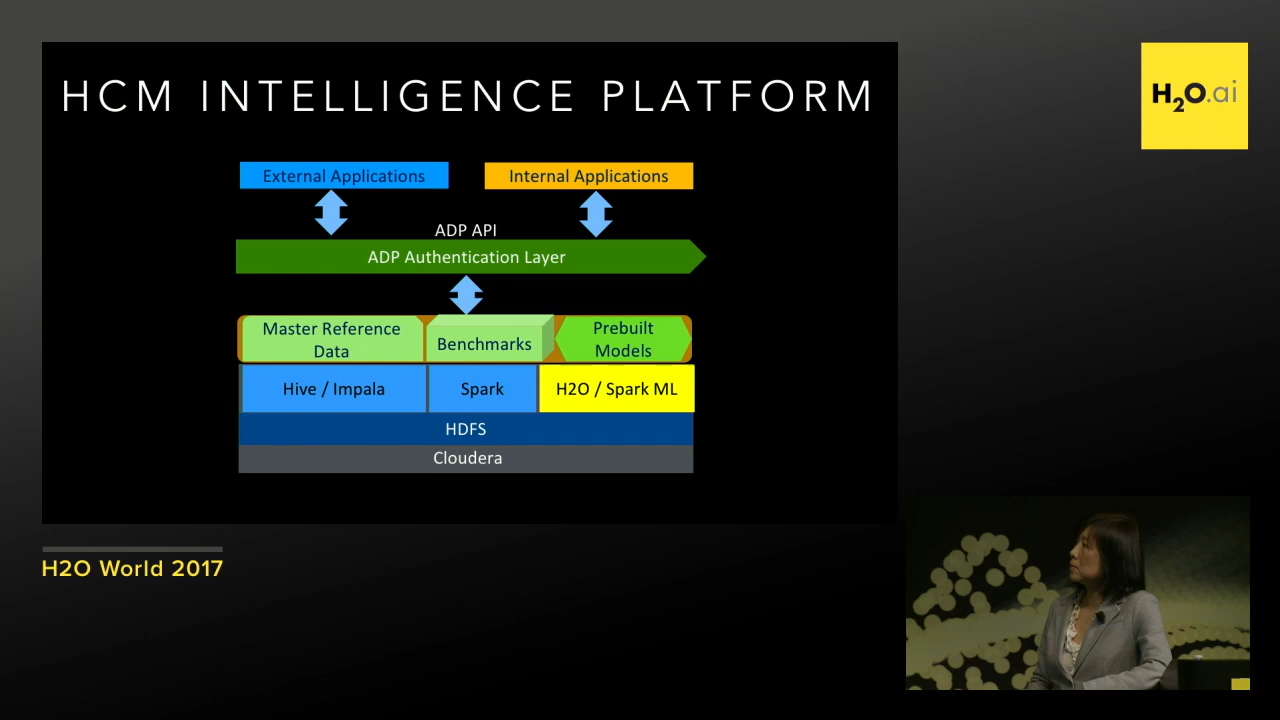 HCM INTELLIGENCE PLATFORM
H2O.ai
External Applications
Internal Applications
ADP API
ADP Authentication Layer
Master Reference
Data
Benchmarks
Prebuilt
Models
Hive / Impala
Spark
H2O / Spark ML
HDFS
Cloudera
H2O World 2017